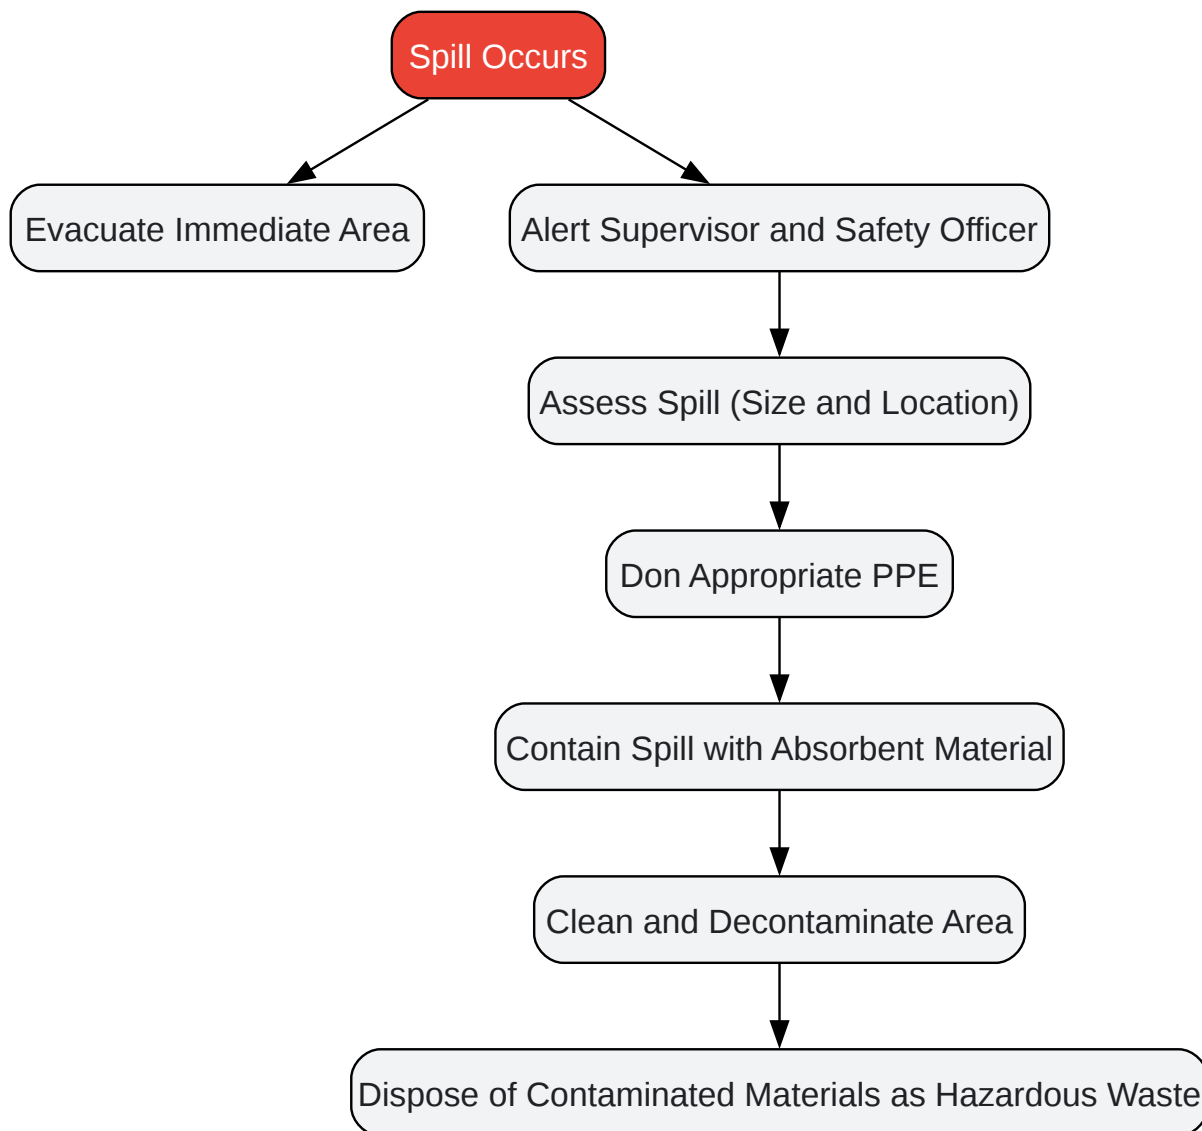 Spill Occurs
Evacuate Immediate Area
Alert Supervisor and Safety Officer
Assess Spill (Size and Location)
Don Appropriate PPE
Contain Spill with Absorbent Material
Clean and Decontaminate Area
Dispose of Contaminated Materials as Hazardous Waste